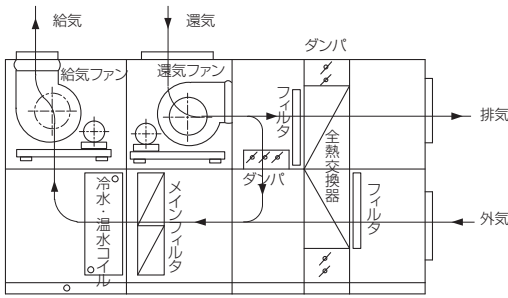 給気
還気
ダンパ
給気ファン
還気ファン
フィルタ
排気
全熱交換器
ダンパ
冷水・温水コイル
メインフィルタ
フィルタ
外気